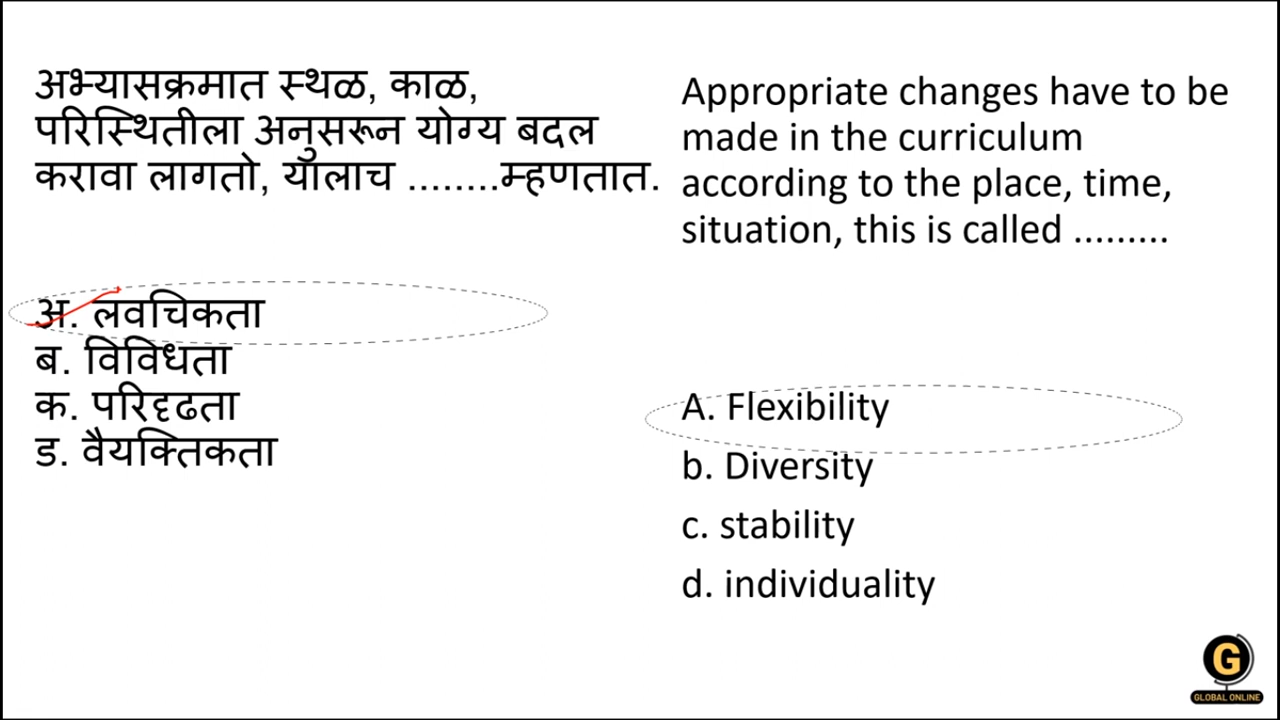 अभ्यासक्रमात स्थळ, काळ,
परिस्थितीला अनुसरून योग्य बदल
करावा लागतो, यालाच ........म्हणतात.
अ. लवचिकता
ब. विविधता
क. परिदृढता
ड. वैयक्तिकता
Appropriate changes have to be
made in the curriculum
according to the place, time,
situation, this is called .........
A. Flexibility
b. Diversity
c. stability
d. individuality
G
GLOBAL ONLINE